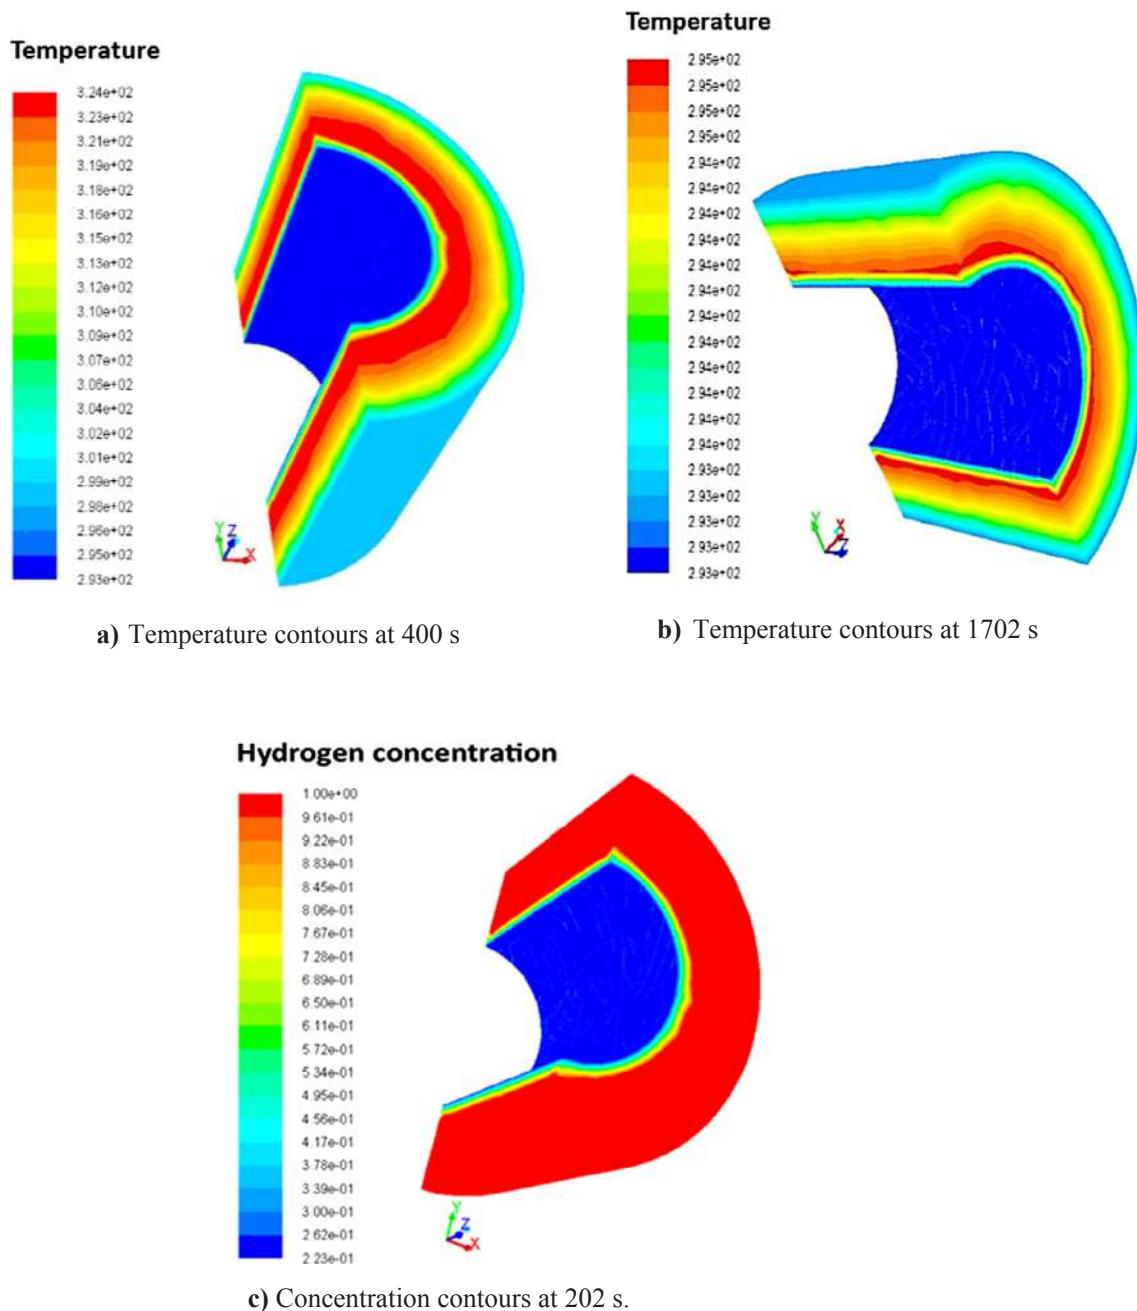 Temperature
3.24e+02
3.23e+02
3.21e+02
3.19e+02
3.18e+02
3.16e+02
3.15e+02
3.13e+02
3.12e+02
3.10e+02
3.09e+02
3.07e+02
3.06e+02
3.04e+02
3.02e+02
3.01e+02
2.99e+02
2.98e+02
2.96e+02
2.95e+02
2.93e+02
Y
Z
X
a) Temperature contours at 400 s
Temperature
2.95e+02
2.95e+02
2.95e+02
2.95e+02
2.94e+02
2.94e+02
2.94e+02
2.94e+02
2.94e+02
2.94e+02
2.94e+02
2.94e+02
2.94e+02
2.94e+02
2.94e+02
2.94e+02
2.93e+02
2.93e+02
2.93e+02
2.93e+02
2.93e+02
Y
X
Z
b) Temperature contours at 1702 s
Hydrogen concentration
1.00e+00
9.61e-01
9.22e-01
8.83e-01
8.45e-01
8.06e-01
7.67e-01
7.28e-01
6.89e-01
6.50e-01
6.11e-01
5.72e-01
5.34e-01
4.95e-01
4.56e-01
4.17e-01
3.78e-01
3.39e-01
3.00e-01
2.62e-01
2.23e-01
Y
Z
X
c) Concentration contours at 202 s.